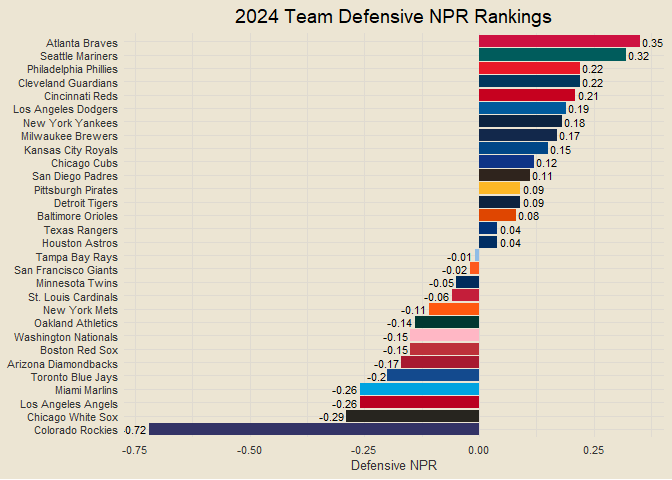 2024 Team Defensive NPR Rankings
Atlanta Braves 0.35
Seattle Mariners 0.32
Philadelphia Phillies 0.22
Cleveland Guardians 0.22
Cincinnati Reds 0.21
Los Angeles Dodgers 0.19
New York Yankees 0.18
Milwaukee Brewers 0.17
Kansas City Royals 0.15
Chicago Cubs 0.12
San Diego Padres 0.11
Pittsburgh Pirates 0.09
Detroit Tigers 0.09
Baltimore Orioles 0.08
Texas Rangers 0.04
Houston Astros 0.04
Tampa Bay Rays -0.01
San Francisco Giants -0.02
Minnesota Twins -0.05
St. Louis Cardinals -0.06
New York Mets -0.11
Oakland Athletics -0.14
Washington Nationals -0.15
Boston Red Sox -0.15
Arizona Diamondbacks -0.17
Toronto Blue Jays -0.2
Miami Marlins -0.26
Los Angeles Angels -0.26
Chicago White Sox -0.29
Colorado Rockies -0.72
-0.75 -0.50 -0.25 0.00 0.25
Defensive NPR